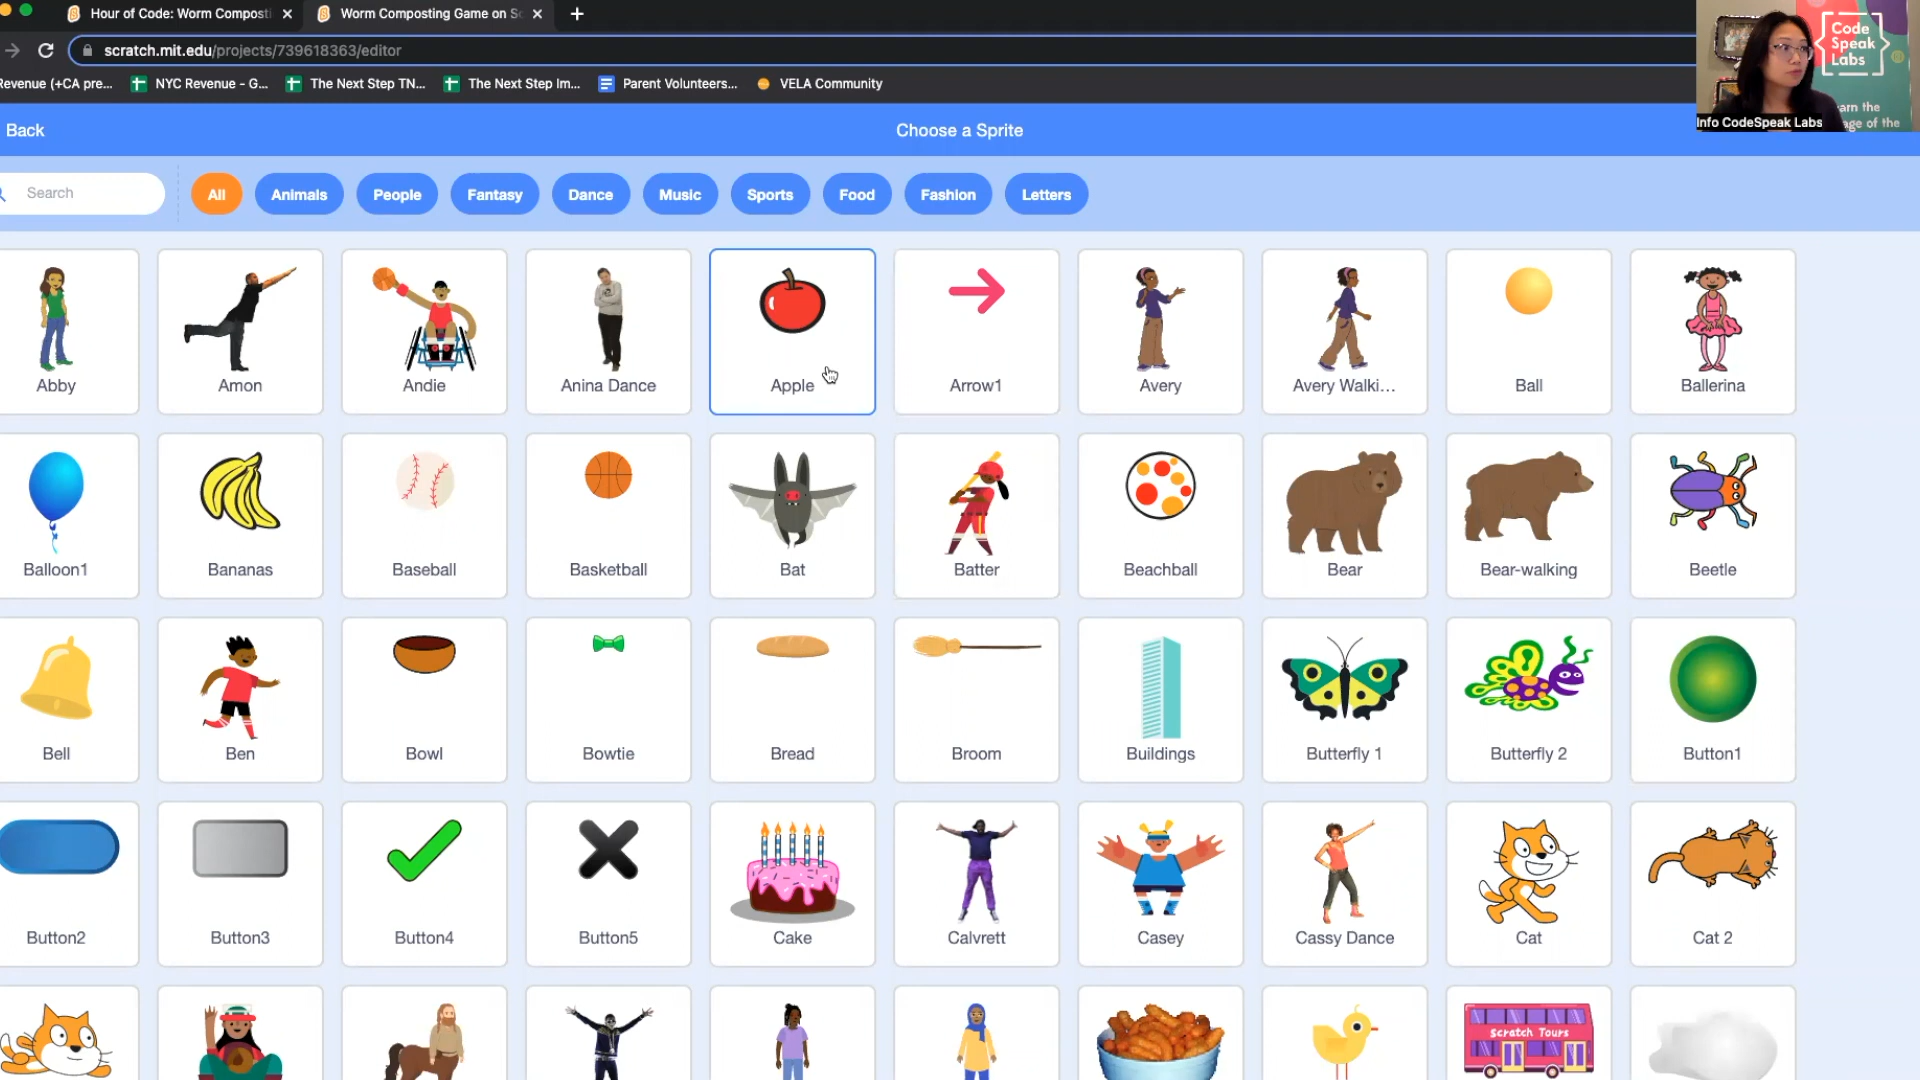 Hour of Code: Worm Composti
Worm Composting Game on Sc
scratch.mit.edu/projects/739618363/editor
Revenue (+CA pre...
NYC Revenue - G...
The Next Step TN...
The Next Step Im...
Parent Volunteers...
VELA Community
Code
Speak
Labs
arn the
age of the
Info CodeSpeak Labs
Back
Choose a Sprite
Search
All
Animals
People
Fantasy
Dance
Music
Sports
Food
Fashion
Letters
Abby
Amon
Andie
Anina Dance
Apple
Arrow1
Avery
Avery Walki...
Ball
Ballerina
Balloon1
Bananas
Baseball
Basketball
Bat
Batter
Beachball
Bear
Bear-walking
Beetle
Bell
Ben
Bowl
Bowtie
Bread
Broom
Buildings
Butterfly 1
Butterfly 2
Button1
Button2
Button3
Button4
Button5
Cake
Calvrett
Casey
Cassy Dance
Cat
Cat 2
Scratch Tours